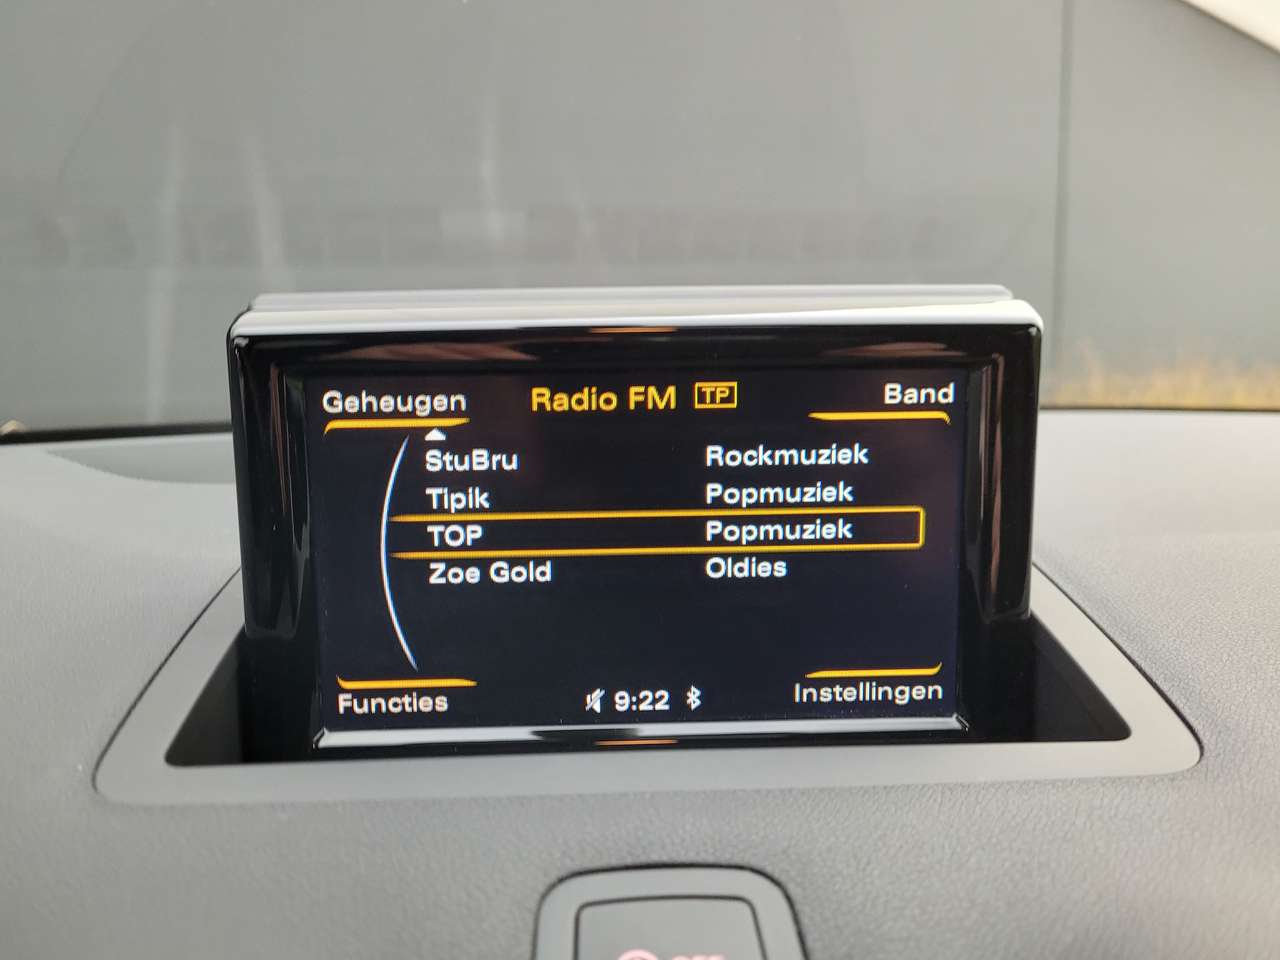 Geheugen Radio FM TP Band
StuBru Rockmuziek
Tipik Popmuziek
TOP Popmuziek
Zoe Gold Oldies
Functies 9:22 Instellingen